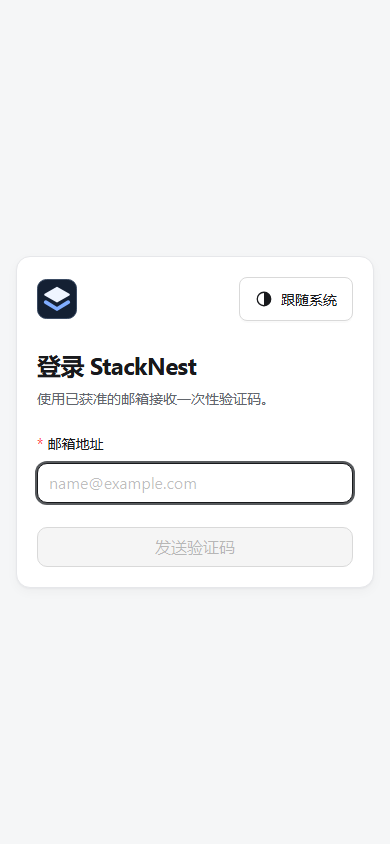 跟随系统
登录 StackNest
使用已获准的邮箱接收一次性验证码。
* 邮箱地址
name@example.com
发送验证码